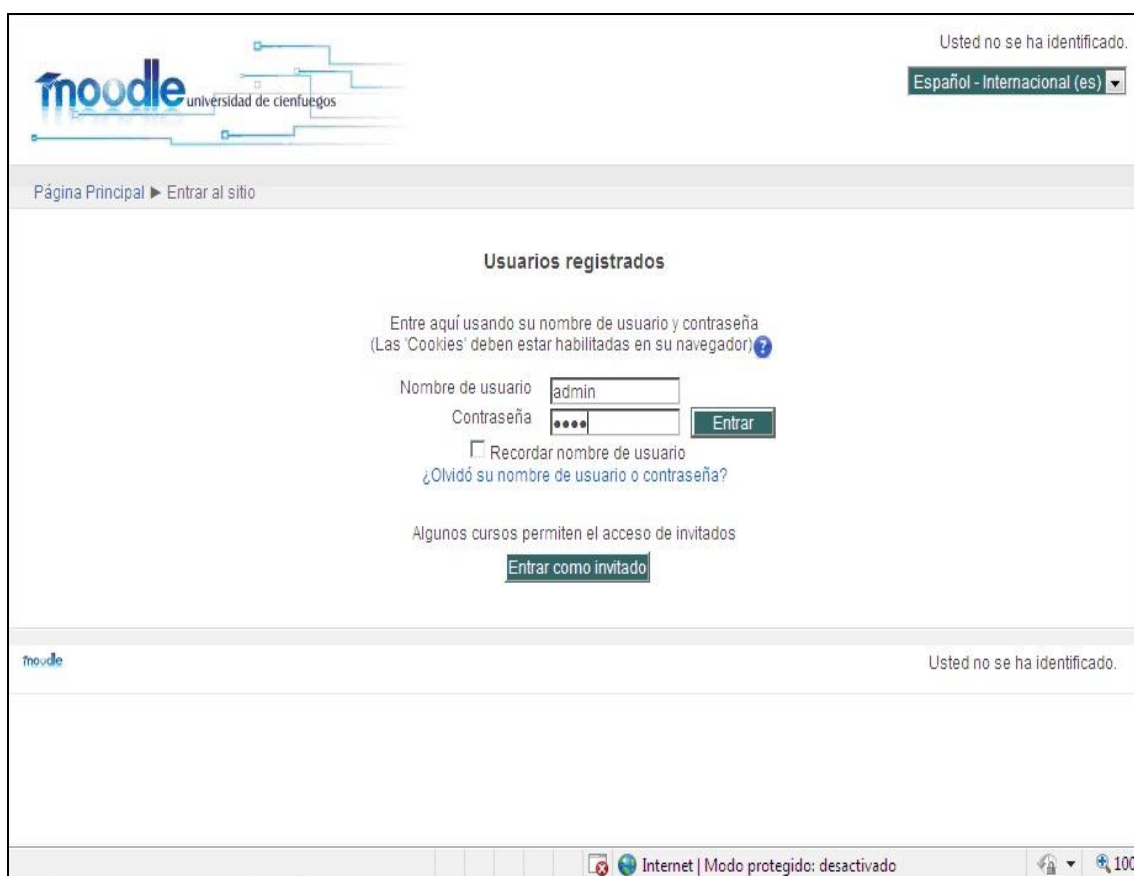 Usted no se ha identificado.
moodle universidad de cienfuegos
Español - Internacional (es)
Página Principal ► Entrar al sitio
Usuarios registrados
Entre aquí usando su nombre de usuario y contraseña
(Las 'Cookies' deben estar habilitadas en su navegador) ?
Nombre de usuario admin
Contraseña ●●●● Entrar
Recordar nombre de usuario
¿Olvidó su nombre de usuario o contraseña?
Algunos cursos permiten el acceso de invitados
Entrar como invitado
moodle Usted no se ha identificado.
Internet | Modo protegido: desactivado 100